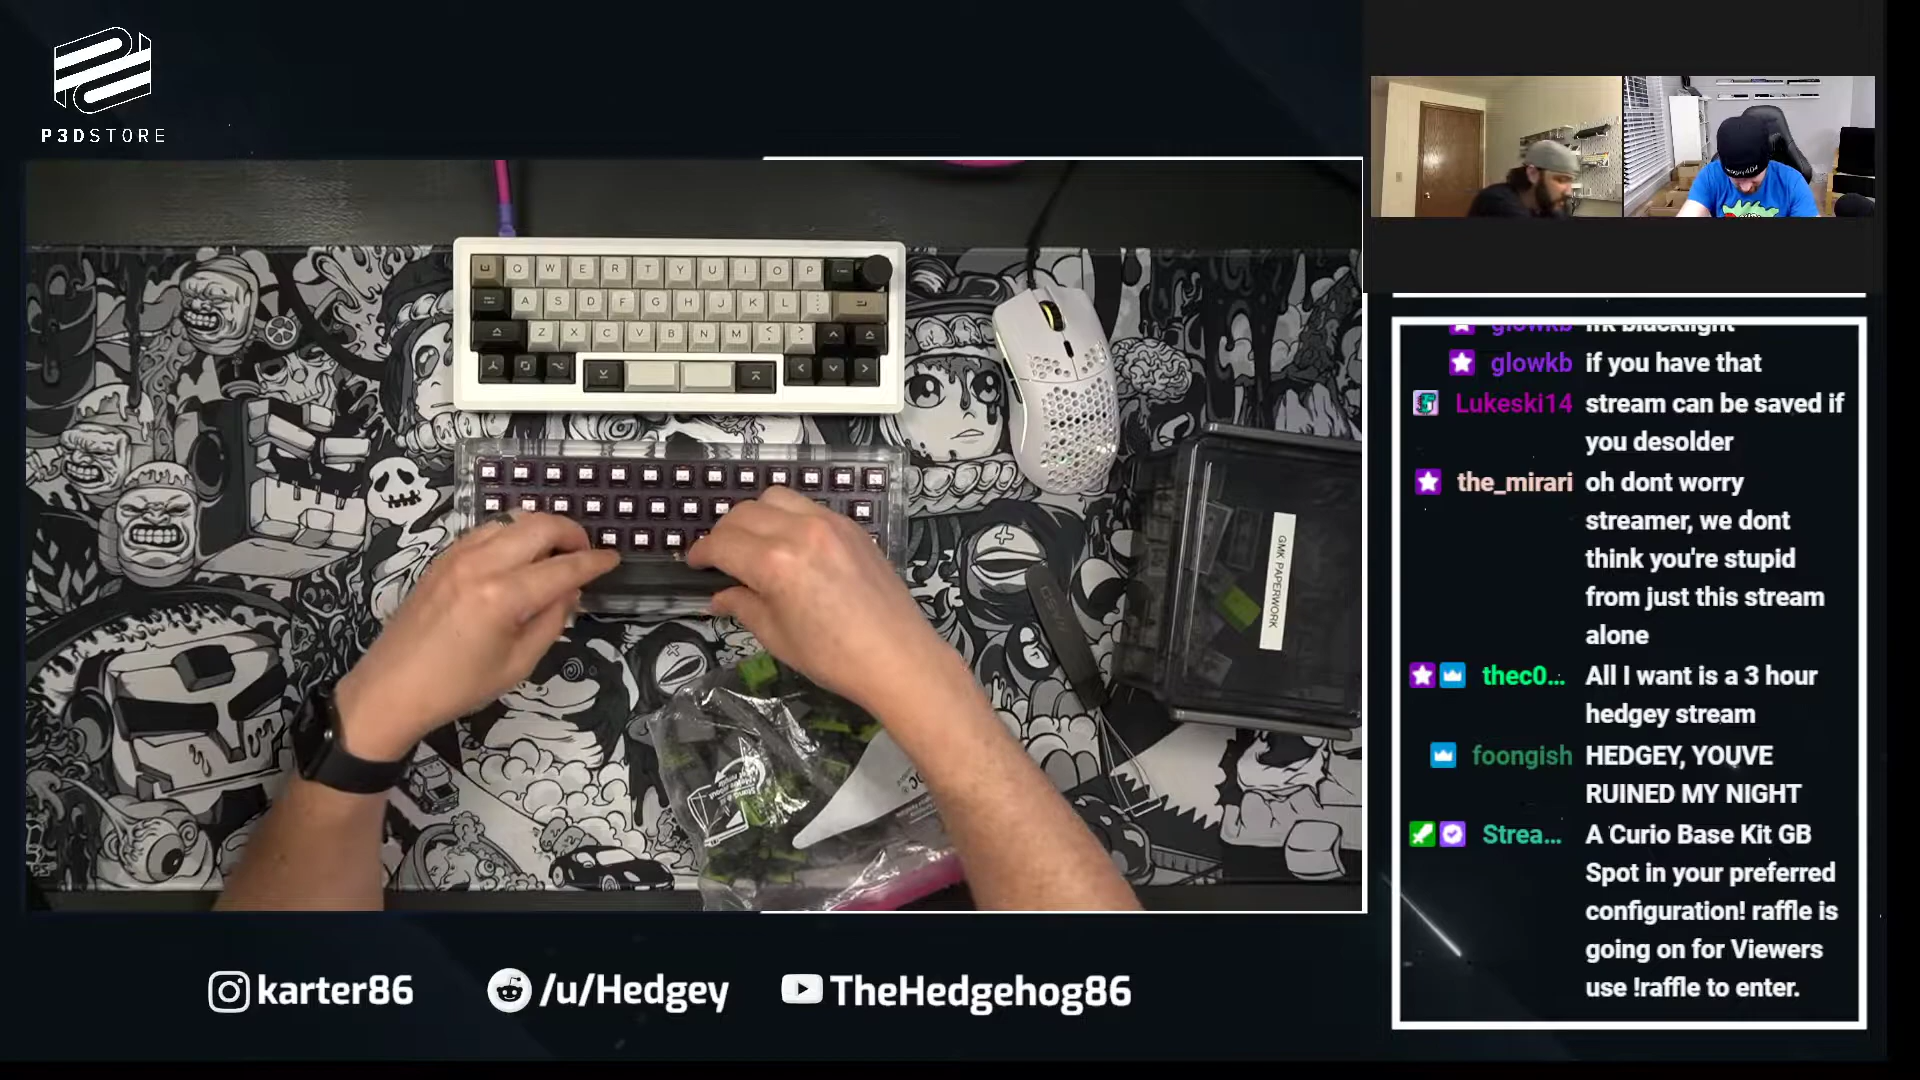 P3DSTORE
Q W E R T Y U I O P
A S D F G H J K L
Z X C V B N M
GMK PAPERWORK
glowkb irk blacklight
glowkb if you have that
Lukeski14 stream can be saved if
you desolder
the_mirari oh dont worry
streamer, we dont
think you're stupid
from just this stream
alone
thec0... All I want is a 3 hour
hedgey stream
foongish HEDGEY, YOUVE
RUINED MY NIGHT
Strea... A Curio Base Kit GB
Spot in your preferred
configuration! raffle is
going on for Viewers
use !raffle to enter.
karter86
/u/Hedgey
TheHedgehog86